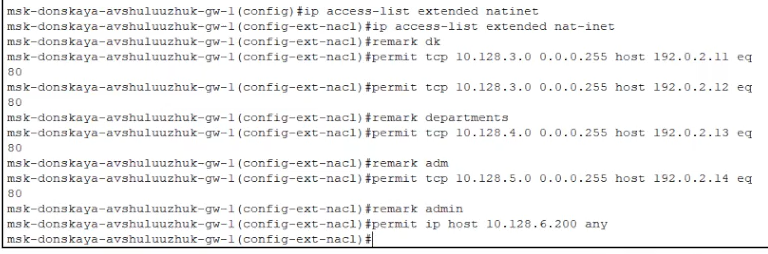 msk-donskaya-avshuluuzhuk-gw-1(config)#ip access-list extended natinet
msk-donskaya-avshuluuzhuk-gw-1(config-ext-nacl)#ip access-list extended nat-inet
msk-donskaya-avshuluuzhuk-gw-1(config-ext-nacl)#remark dk
msk-donskaya-avshuluuzhuk-gw-1(config-ext-nacl)#permit tcp 10.128.3.0 0.0.0.255 host 192.0.2.11 eq
80
msk-donskaya-avshuluuzhuk-gw-1(config-ext-nacl)#permit tcp 10.128.3.0 0.0.0.255 host 192.0.2.12 eq
80
msk-donskaya-avshuluuzhuk-gw-1(config-ext-nacl)#remark departments
msk-donskaya-avshuluuzhuk-gw-1(config-ext-nacl)#permit tcp 10.128.4.0 0.0.0.255 host 192.0.2.13 eq
80
msk-donskaya-avshuluuzhuk-gw-1(config-ext-nacl)#remark adm
msk-donskaya-avshuluuzhuk-gw-1(config-ext-nacl)#permit tcp 10.128.5.0 0.0.0.255 host 192.0.2.14 eq
80
msk-donskaya-avshuluuzhuk-gw-1(config-ext-nacl)#remark admin
msk-donskaya-avshuluuzhuk-gw-1(config-ext-nacl)#permit ip host 10.128.6.200 any
msk-donskaya-avshuluuzhuk-gw-1(config-ext-nacl)#